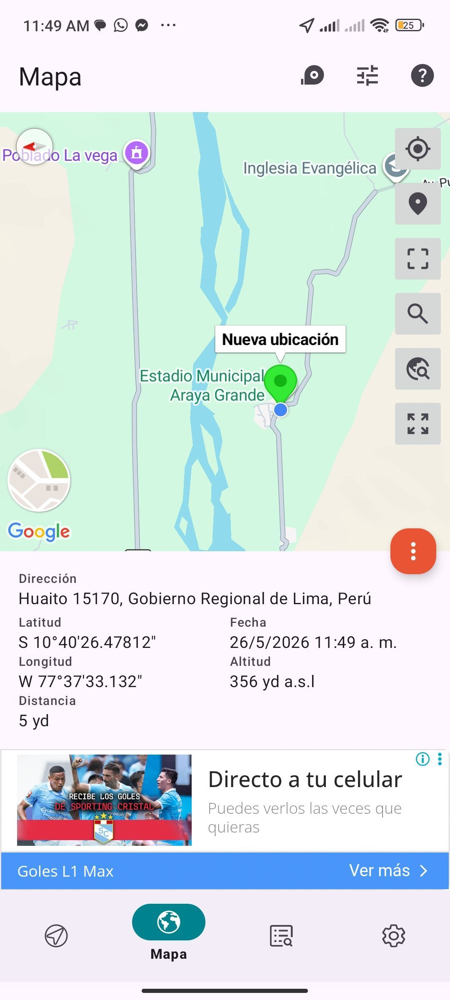 11:49 AM
25
Mapa
Poblado La vega
Inglesia Evangélica
Nueva ubicación
Estadio Municipal
Araya Grande
Google
Dirección
Huaito 15170, Gobierno Regional de Lima, Perú
Latitud
S 10°40'26.47812"
Fecha
26/5/2026 11:49 a. m.
Longitud
W 77°37'33.132"
Altitud
356 yd a.s.l
Distancia
5 yd
RECIBE LOS GOLES
DE SPORTING CRISTAL
SC
Directo a tu celular
Puedes verlos las veces que
quieras
Goles L1 Max
Ver más
Mapa